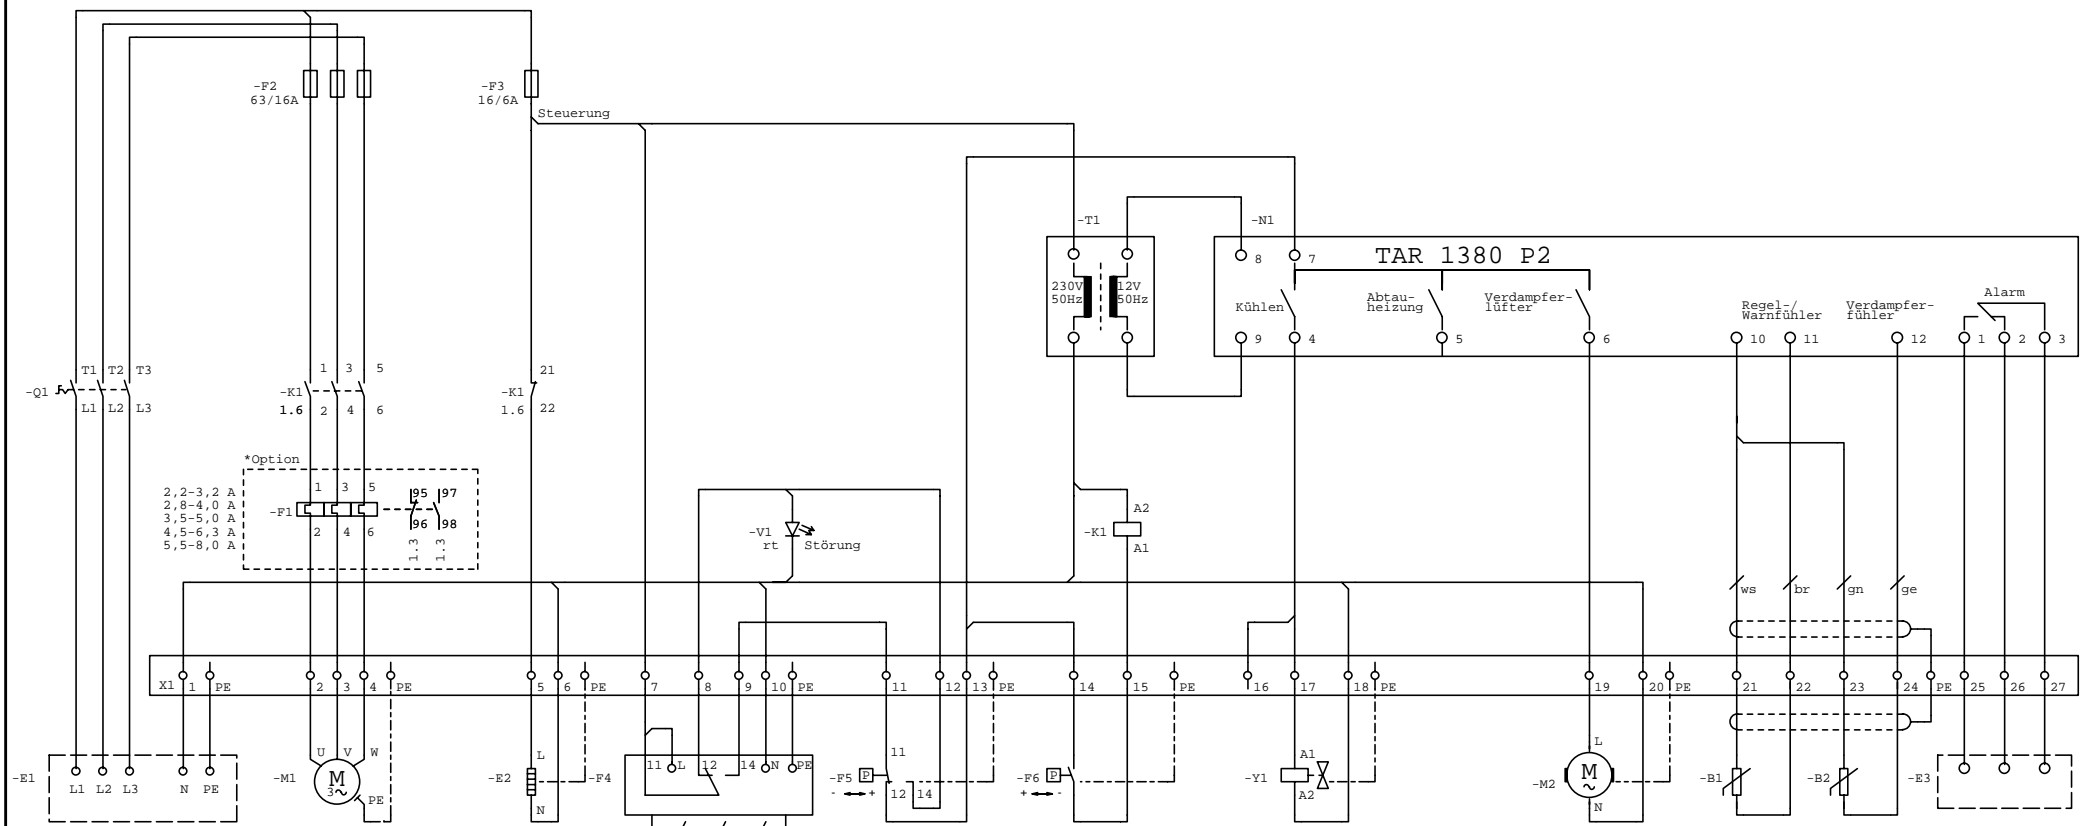 -F2
63/16A
-F3
16/6A
Steuerung
-T1
-N1
8
7
TAR 1380 P2
230V
50Hz
12V
50Hz
Kühlen
Abtau-
heizung
Verdampfer-
lüfter
Regel-/
Warnfühler
Verdampfer-
fühler
Alarm
9
4
5
6
10
11
12
1
2
3
T1 T2 T3
-Q1
L1 L2 L3
1 3 5
-K1
1.6
2 4 6
21
-K1
1.6
22
*Option
2,2-3,2 A
2,8-4,0 A
3,5-5,0 A
4,5-6,3 A
5,5-8,0 A
1 3 5
-F1
2 4 6
95 97
96 98
1.3 1.3
-V1
rt
Störung
A2
-K1
A1
ws
br
gn
ge
X1 1 PE 2 3 4 PE 5 6 PE 7 8 9 10 PE 11 12 13 PE 14 15 PE 16 17 18 PE 19 20 PE 21 22 23 24 PE 25 26 27
-E1
L1 L2 L3 N PE
U V W
-M1
M
3~
PE
L
-E2
N
-F4
11 L 12 14 N PE
11
-F5
P
- +
12 14
-F6
P
+ -
A1
-Y1
A2
L
-M2
M
~
N
-B1
-B2
-E3